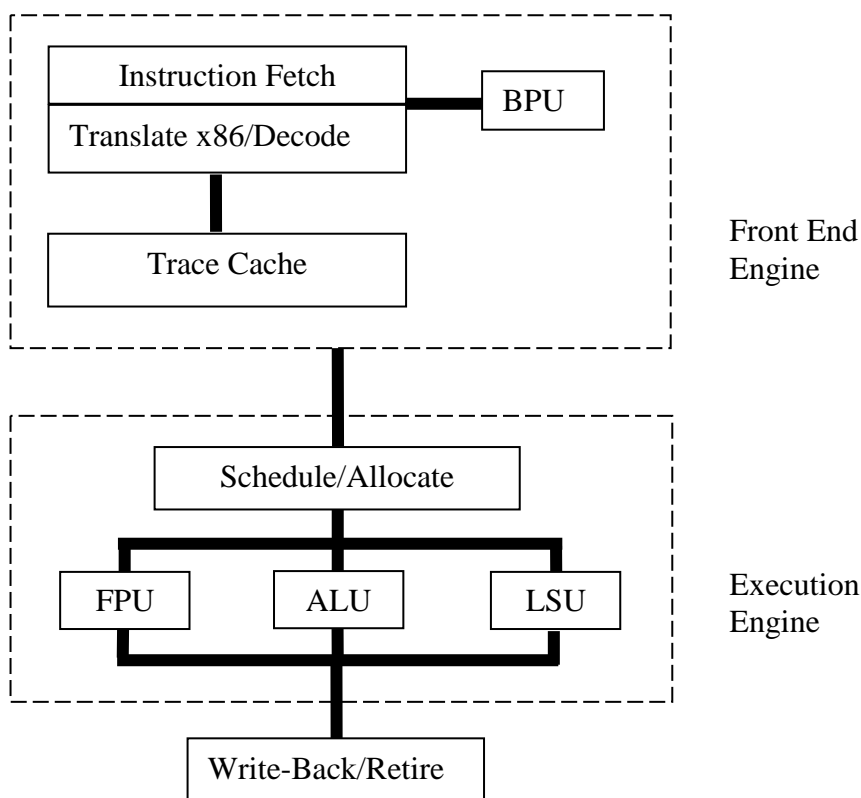 Instruction Fetch
BPU
Translate x86/Decode
Trace Cache
Front End
Engine
Schedule/Allocate
FPU
ALU
LSU
Execution
Engine
Write-Back/Retire